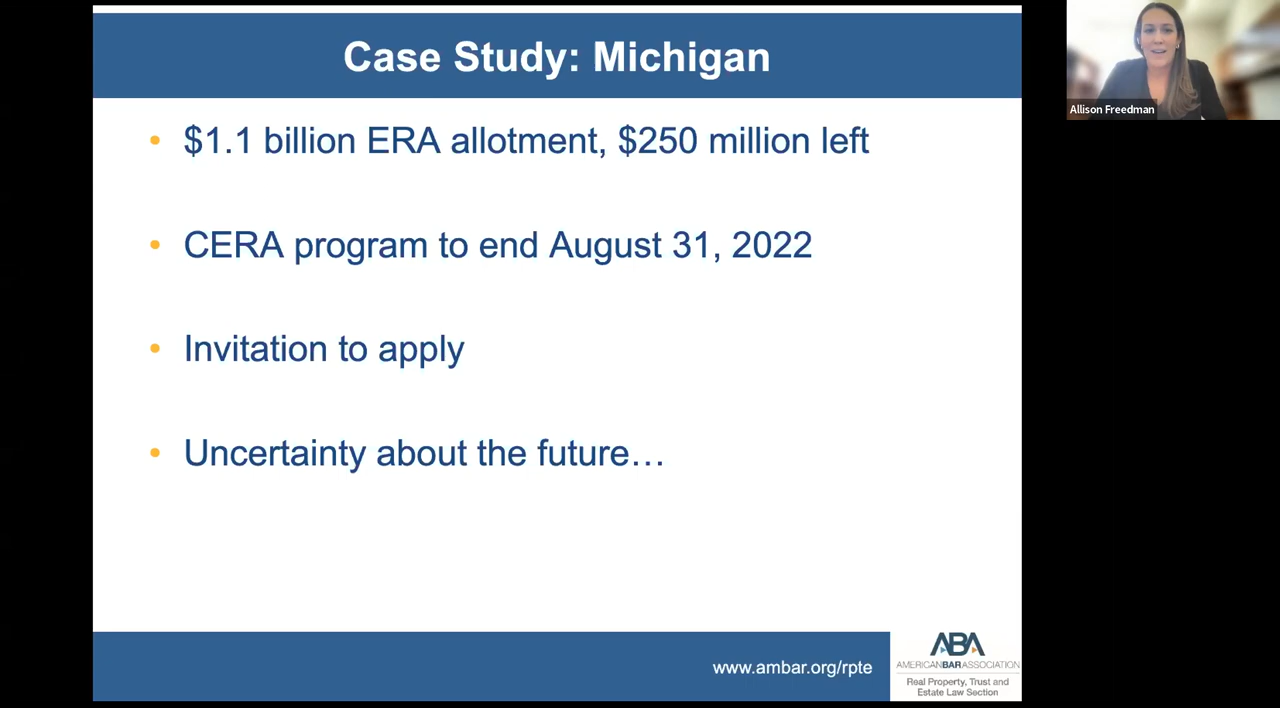 Case Study: Michigan
• $1.1 billion ERA allotment, $250 million left
• CERA program to end August 31, 2022
• Invitation to apply
• Uncertainty about the future…
www.ambar.org/rpte
ABA
AMERICANBARASSOCIATION
Real Property, Trust and
Estate Law Section
Allison Freedman